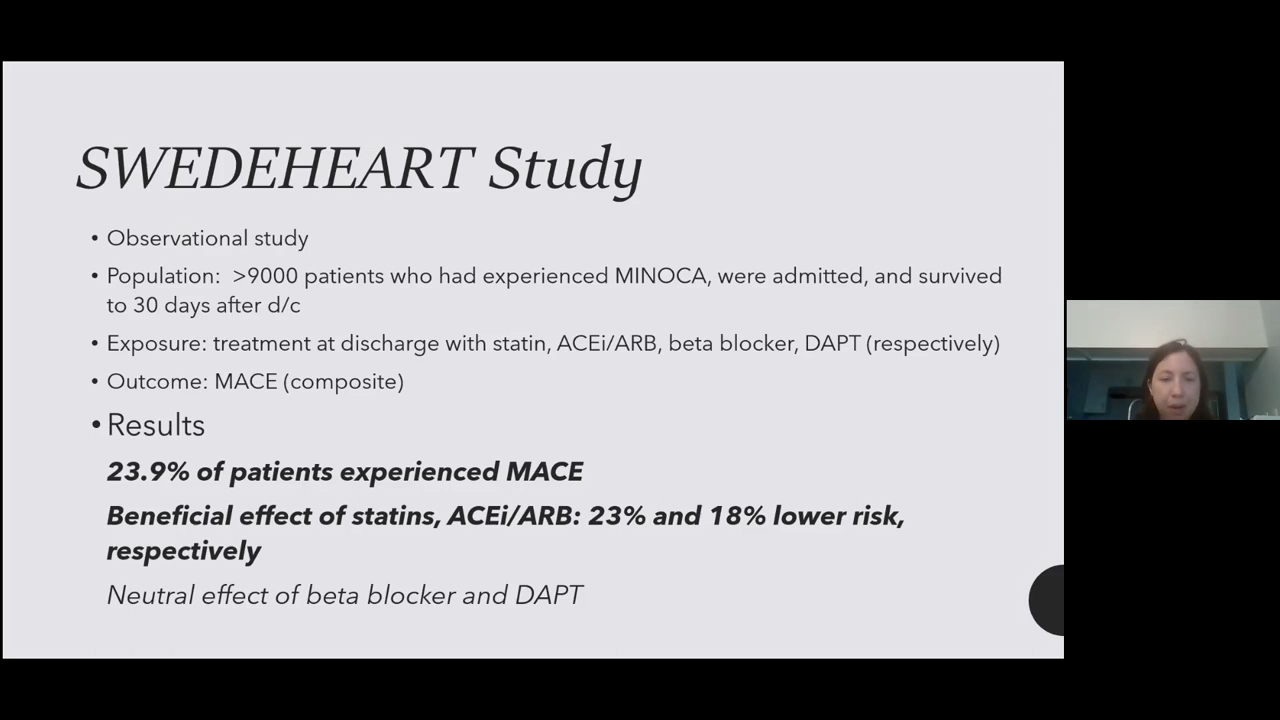 SWEDEHEART Study
• Observational study
• Population:  >9000 patients who had experienced MINOCA, were admitted, and survived
to 30 days after d/c
• Exposure: treatment at discharge with statin, ACEi/ARB, beta blocker, DAPT (respectively)
• Outcome: MACE (composite)
• Results
23.9% of patients experienced MACE
Beneficial effect of statins, ACEi/ARB: 23% and 18% lower risk,
respectively
Neutral effect of beta blocker and DAPT